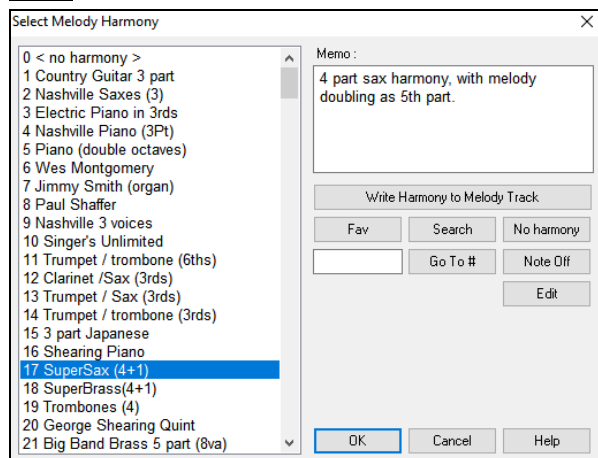 Select Melody Harmony
0 < no harmony >
1 Country Guitar 3 part
2 Nashville Saxes (3)
3 Electric Piano in 3rds
4 Nashville Piano (3Pt)
5 Piano (double octaves)
6 Wes Montgomery
7 Jimmy Smith (organ)
8 Paul Shaffer
9 Nashville 3 voices
10 Singer's Unlimited
11 Trumpet / trombone (6ths)
12 Clarinet /Sax (3rds)
13 Trumpet / Sax (3rds)
14 Trumpet / trombone (3rds)
15 3 part Japanese
16 Shearing Piano
17 SuperSax (4+1)
18 SuperBrass(4+1)
19 Trombones (4)
20 George Shearing Quint
21 Big Band Brass 5 part (8va)
Memo :
4 part sax harmony, with melody
doubling as 5th part.
Write Harmony to Melody Track
Fav Search No harmony
Go To # Note Off
Edit
OK Cancel Help